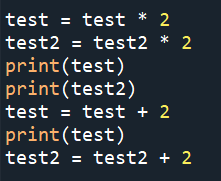 test = test * 2
test2 = test2 * 2
print(test)
print(test2)
test = test + 2
print(test)
test2 = test2 + 2